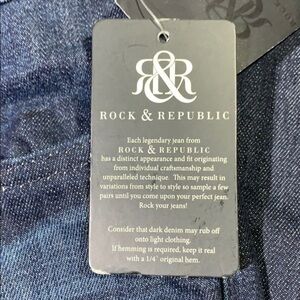 R&R
ROCK & REPUBLIC
Each legendary jean from
ROCK & REPUBLIC
has a distinct appearance and fit originating
from individual craftsmanship and
unparalleled technique. This may result in
variations from style to style so sample a few
pairs until you come upon your perfect jean.
Rock your jeans!
Consider that dark denim may rub off
onto light clothing.
If hemming is required, keep it real
with a 1/4" original hem.